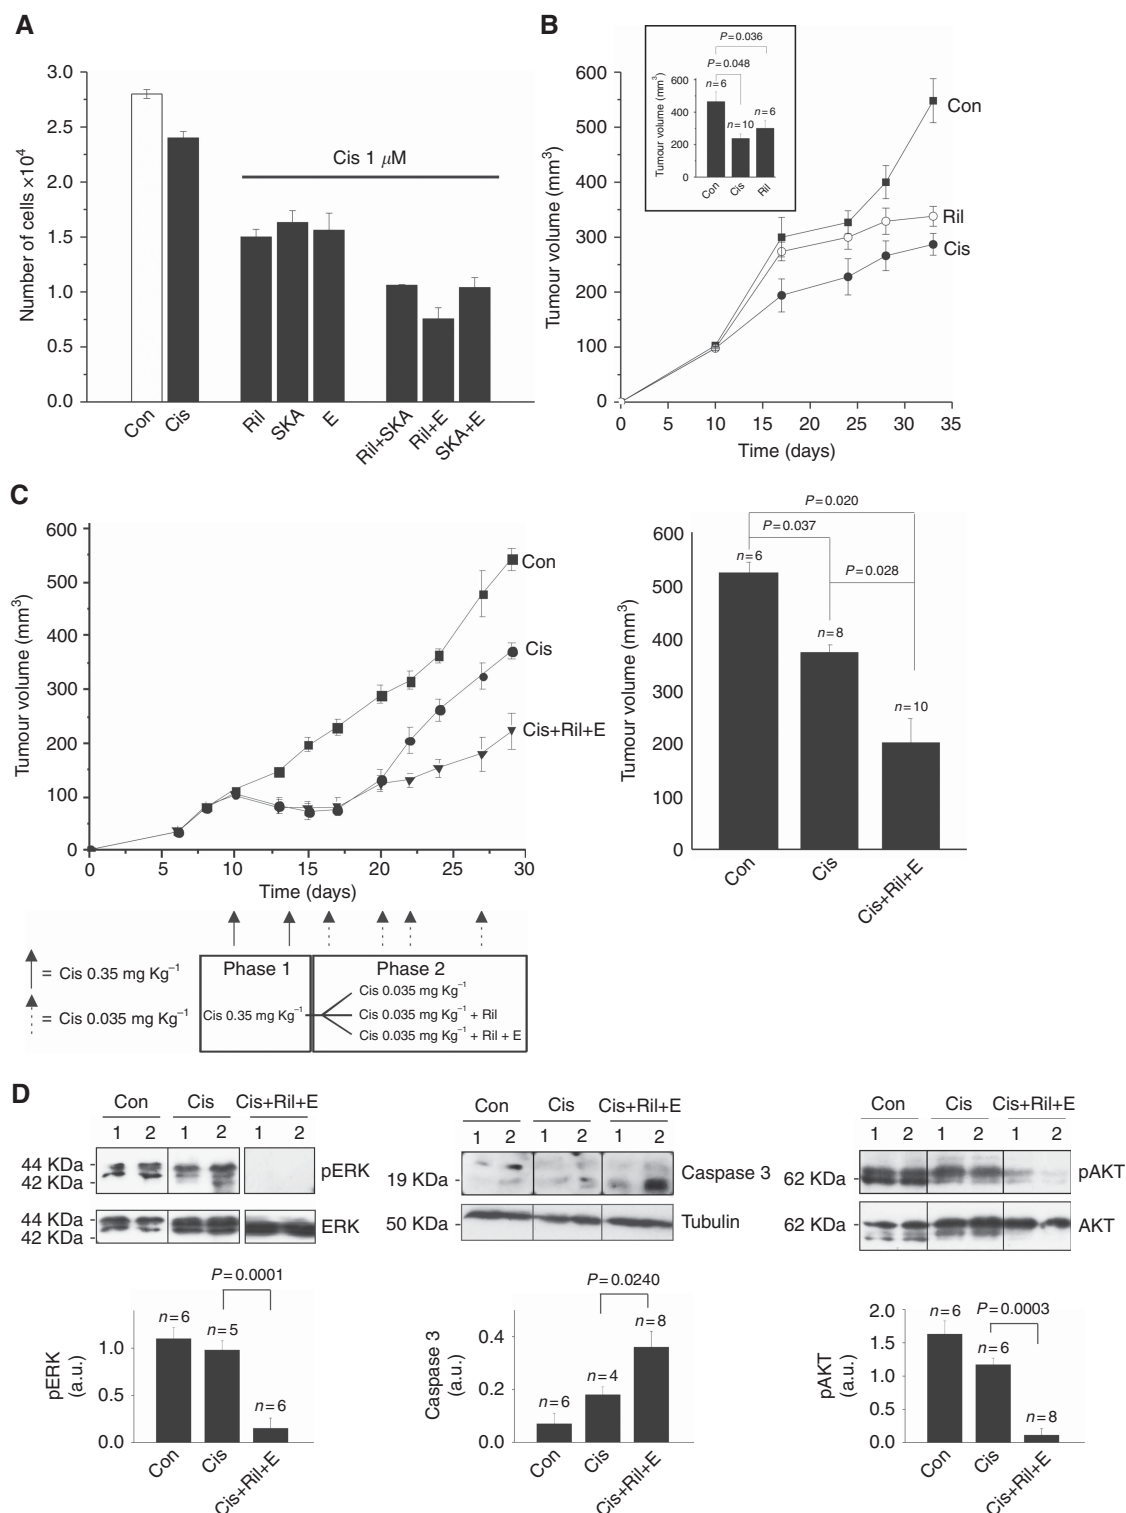 A
3.0
2.5
2.0
1.5
1.0
0.5
0.0
Number of cells ×10⁴
Cis 1 μM
Con
Cis
Ril
SKA
E
Ril+SKA
Ril+E
SKA+E
B
600
500
400
300
200
100
0
Tumour volume (mm³)
0 5 10 15 20 25 30 35
Time (days)
Con
Ril
Cis
P=0.036
P=0.048
600
400
200
0
Tumour volume (mm³)
n=6
n=10
n=6
Con
Cis
Ril
C
600
500
400
300
200
100
0
Tumour volume (mm³)
0 5 10 15 20 25 30
Time (days)
Con
Cis
Cis+Ril+E
= Cis 0.35 mg Kg⁻¹
= Cis 0.035 mg Kg⁻¹
Phase 1
Cis 0.35 mg Kg⁻¹
Phase 2
Cis 0.035 mg Kg⁻¹
Cis 0.035 mg Kg⁻¹ + Ril
Cis 0.035 mg Kg⁻¹ + Ril + E
P=0.020
P=0.037
P=0.028
600
500
400
300
200
100
0
Tumour volume (mm³)
n=6
n=8
n=10
Con
Cis
Cis+Ril+E
D
Con Cis Cis+Ril+E
1 2 1 2 1 2
44 KDa
42 KDa
pERK
44 KDa
42 KDa
ERK
P=0.0001
1.0
0.5
0.0
pERK
(a.u.)
n=6
n=5
n=6
Con
Cis
Cis+Ril+E
Con Cis Cis+Ril+E
1 2 1 2 1 2
19 KDa
Caspase 3
50 KDa
Tubulin
P=0.0240
0.4
0.2
0.0
Caspase 3
(a.u.)
n=6
n=4
n=8
Con
Cis
Cis+Ril+E
Con Cis Cis+Ril+E
1 2 1 2 1 2
62 KDa
pAKT
62 KDa
AKT
P=0.0003
2.0
1.5
1.0
0.5
0.0
pAKT
(a.u.)
n=6
n=6
n=8
Con
Cis
Cis+Ril+E